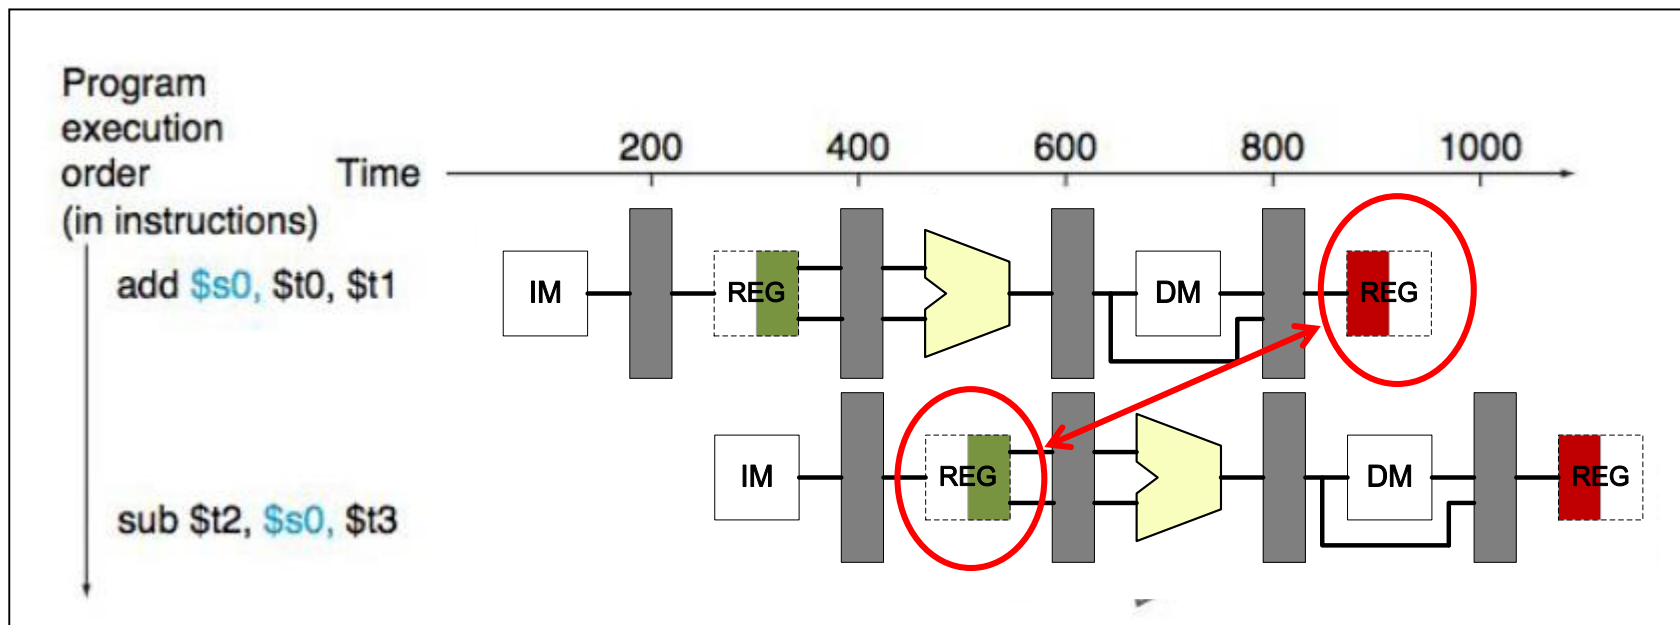 Program
execution
order
(in instructions)
Time
200 400 600 800 1000
add $s0, $t0, $t1
IM REG DM REG
sub $t2, $s0, $t3
IM REG DM REG